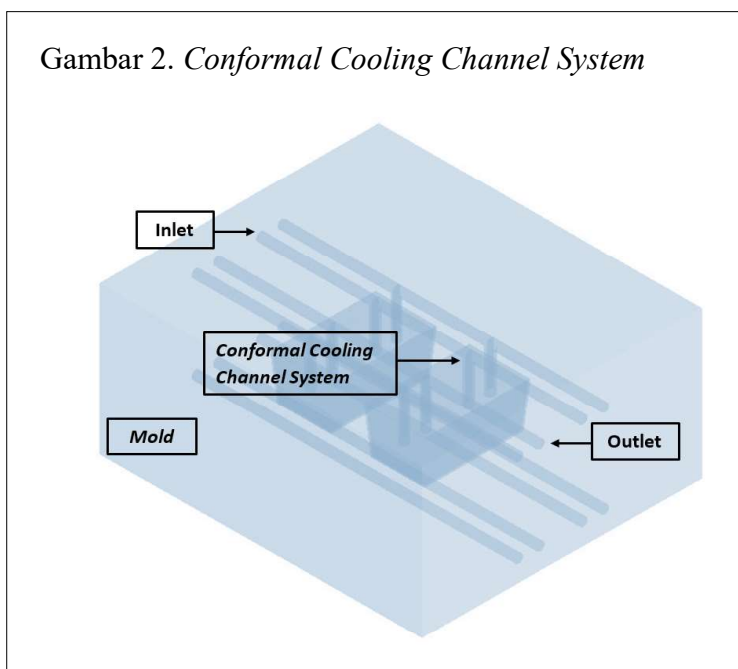 Gambar 2. Conformal Cooling Channel System
Inlet
Conformal Cooling
Channel System
Mold
Outlet